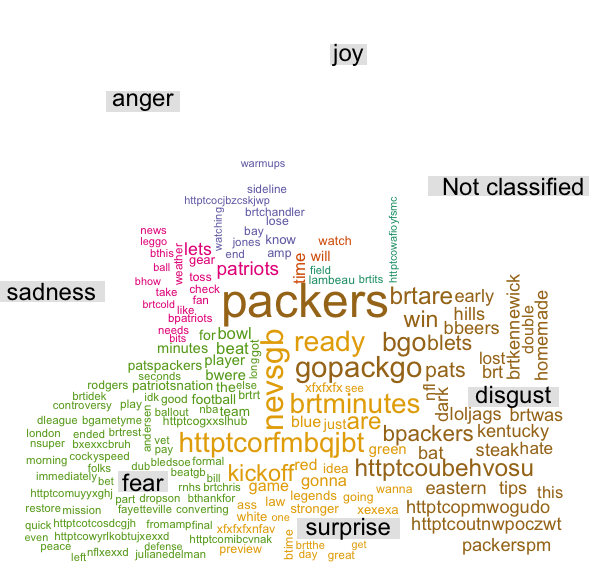 joy
anger
warmups
Not classified
sideline
httptcocjbzcskjwp
brtchandler
lose
httptcowafioyfsmc
watching
bay
news
leggo
lets
jones
know
watch
bthis
weather
gear
end
amp
will
ball
patriots
time
field
bhow
toss
lambeau
brtits
sadness
take
check
packers
brtare
early
brtcold
like
fan
bpatriots
win
hills
brtkennewick
double
homemade
needs
for
bowl
nevsgb
ready
bgo
blets
bbeers
bits
minutes
beat
gotlong
lost
patspackers
player
gopackgo
pats
brt
seconds
bwere
nfl
dark
rodgers
patriotsnation
the
else
xfxfxfx
see
disgust
brtidek
idk
good
football
brtrt
brtminutes
loljags
brtwas
controversy
play
andersen
ballout
nba
team
blue
just
are
dleague
bgametyme
httptcogxxslhub
bpackers
kentucky
london
ended
brtrest
vet
httptcorfmbqjbt
green
bat
steak
hate
nsuper
bxexxcbruh
pay
morning
cockyspeed
bledsoe
formal
red
idea
httptcoubehvosu
folks
dub
beatgb
kickoff
immediately
bet
fear
bill
gonna
wanna
eastern
tips
this
httptcomuyyxghj
rnhs
brtchris
game
legends
going
restore
mission
part
dropson
bthankfor
ass
law
stronger
xexexa
httptcopmwogudo
fayetteville
converting
white
one
quick
httptcotcosdcgjh
fromampfinal
xfxfxfxnfav
surprise
httptcoutnwpoczwt
even
httptcowyrlkobtujxexxd
httptcomibcvnak
peace
defense
preview
btime
brtthe
get
packerspm
left
nflxexxd
julianedelman
day
great